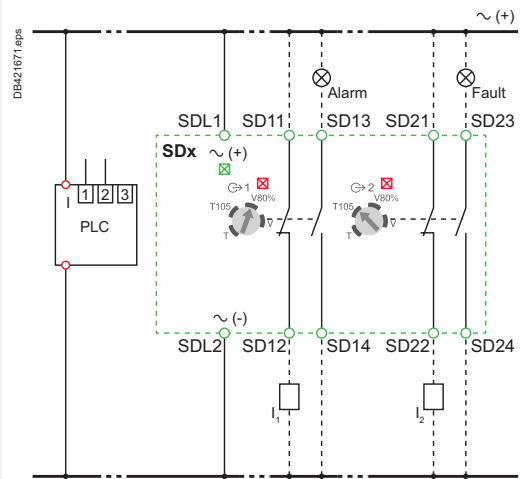 ∼ (+)
DB421671.eps
Alarm
Fault
SDL1
SD11
SD13
SD21
SD23
SDx
∼ (+)
1
V80%
T105
T
V
2
V80%
T105
T
V
I
1
2
3
PLC
∼ (-)
SDL2
SD12
SD14
SD22
SD24
I₁
I₂